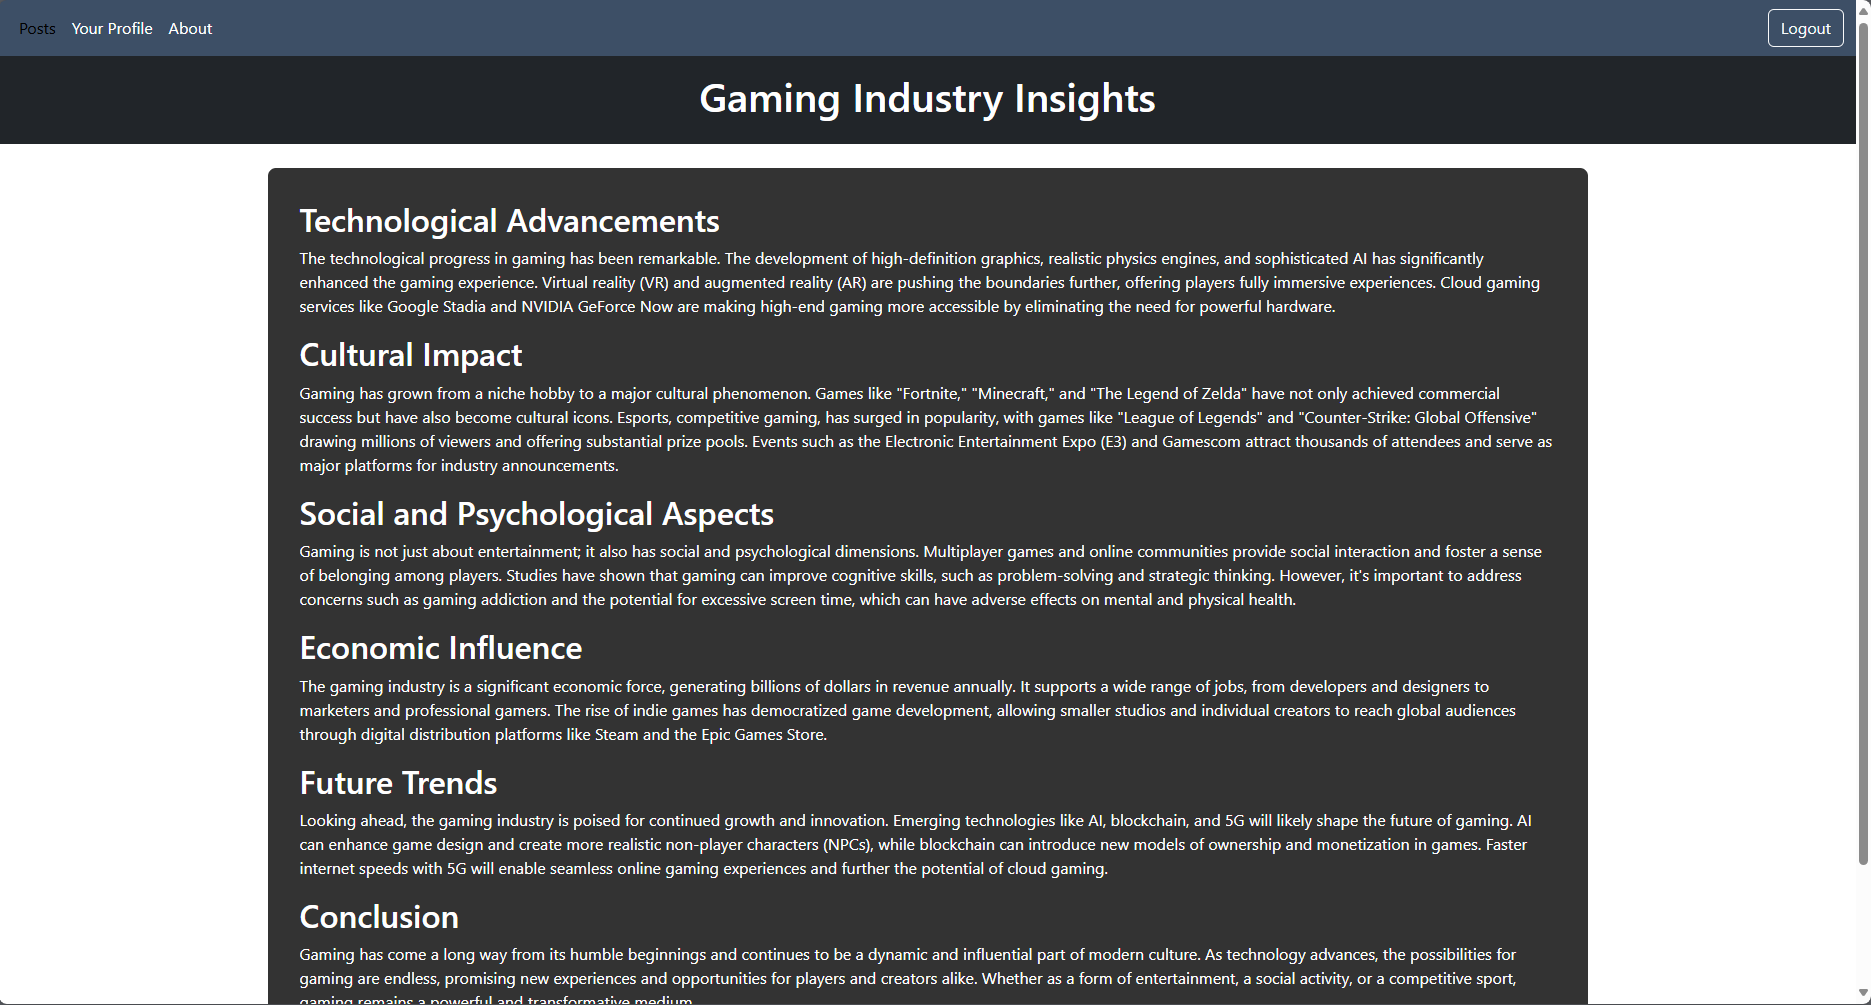 Posts Your Profile About Logout
Gaming Industry Insights
Technological Advancements
The technological progress in gaming has been remarkable. The development of high-definition graphics, realistic physics engines, and sophisticated AI has significantly
enhanced the gaming experience. Virtual reality (VR) and augmented reality (AR) are pushing the boundaries further, offering players fully immersive experiences. Cloud gaming
services like Google Stadia and NVIDIA GeForce Now are making high-end gaming more accessible by eliminating the need for powerful hardware.
Cultural Impact
Gaming has grown from a niche hobby to a major cultural phenomenon. Games like "Fortnite," "Minecraft," and "The Legend of Zelda" have not only achieved commercial
success but have also become cultural icons. Esports, competitive gaming, has surged in popularity, with games like "League of Legends" and "Counter-Strike: Global Offensive"
drawing millions of viewers and offering substantial prize pools. Events such as the Electronic Entertainment Expo (E3) and Gamescom attract thousands of attendees and serve as
major platforms for industry announcements.
Social and Psychological Aspects
Gaming is not just about entertainment; it also has social and psychological dimensions. Multiplayer games and online communities provide social interaction and foster a sense
of belonging among players. Studies have shown that gaming can improve cognitive skills, such as problem-solving and strategic thinking. However, it's important to address
concerns such as gaming addiction and the potential for excessive screen time, which can have adverse effects on mental and physical health.
Economic Influence
The gaming industry is a significant economic force, generating billions of dollars in revenue annually. It supports a wide range of jobs, from developers and designers to
marketers and professional gamers. The rise of indie games has democratized game development, allowing smaller studios and individual creators to reach global audiences
through digital distribution platforms like Steam and the Epic Games Store.
Future Trends
Looking ahead, the gaming industry is poised for continued growth and innovation. Emerging technologies like AI, blockchain, and 5G will likely shape the future of gaming. AI
can enhance game design and create more realistic non-player characters (NPCs), while blockchain can introduce new models of ownership and monetization in games. Faster
internet speeds with 5G will enable seamless online gaming experiences and further the potential of cloud gaming.
Conclusion
Gaming has come a long way from its humble beginnings and continues to be a dynamic and influential part of modern culture. As technology advances, the possibilities for
gaming are endless, promising new experiences and opportunities for players and creators alike. Whether as a form of entertainment, a social activity, or a competitive sport,
gaming remains a powerful and transformative medium.